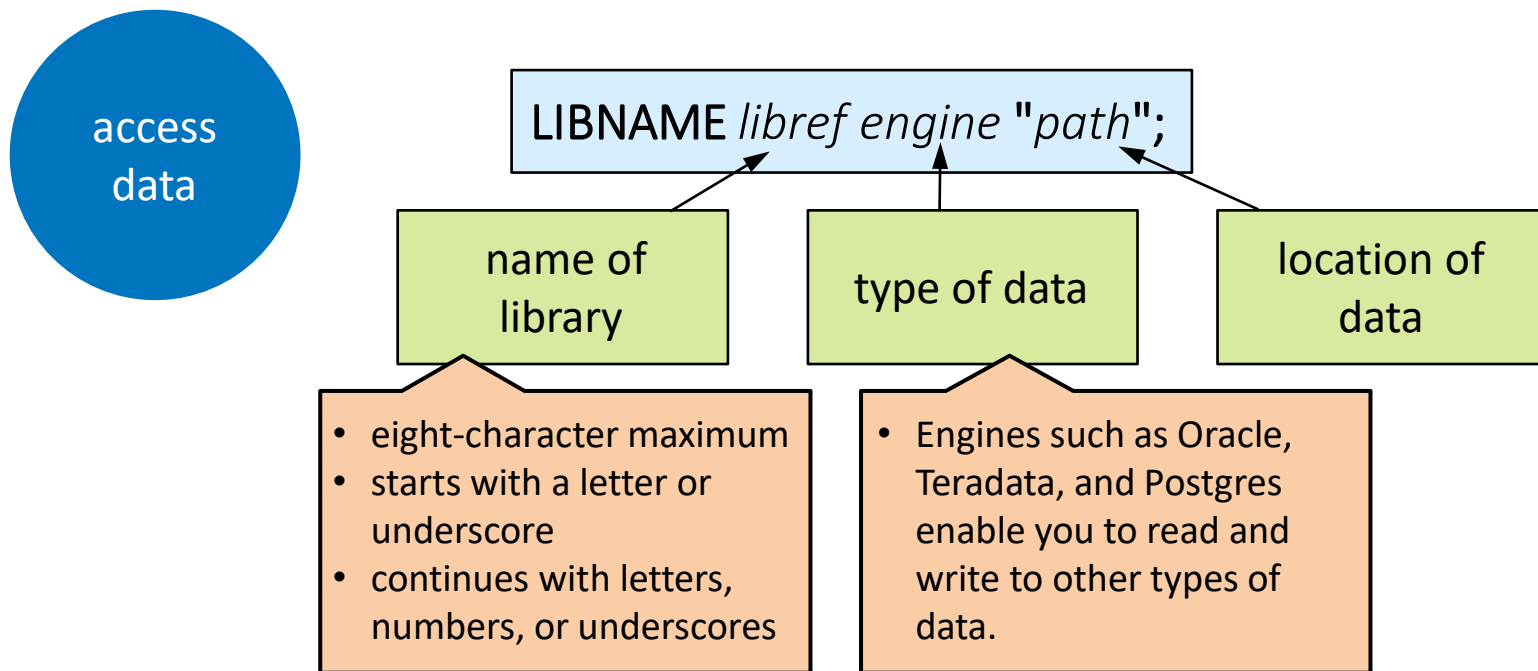 access
data
LIBNAME libref engine "path";
name of
library
type of data
location of
data
• eight-character maximum
• starts with a letter or
underscore
• continues with letters,
numbers, or underscores
• Engines such as Oracle,
Teradata, and Postgres
enable you to read and
write to other types of
data.